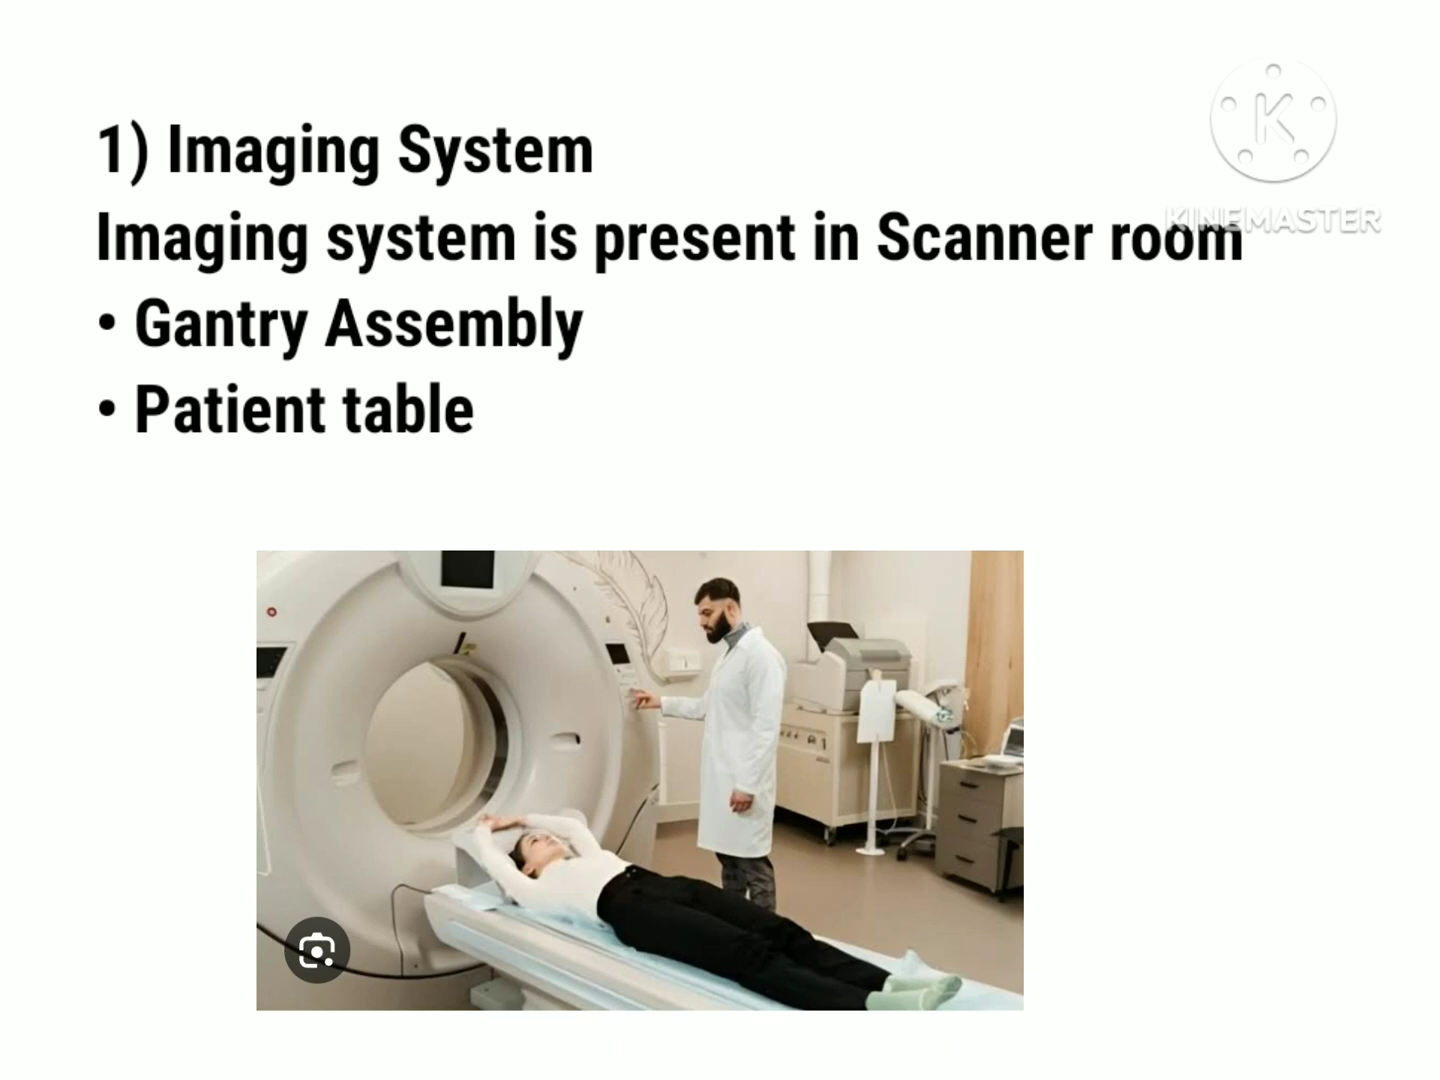 1) Imaging System
KINEMASTER
Imaging system is present in Scanner room
• Gantry Assembly
• Patient table